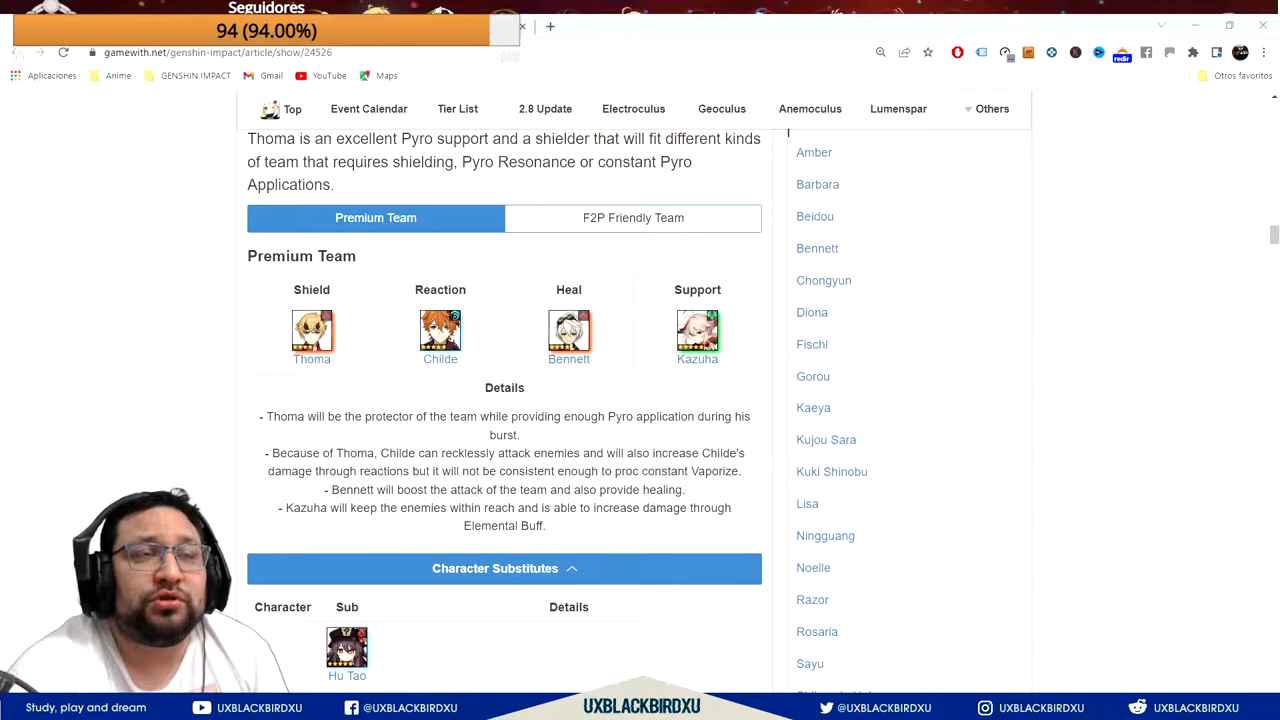 Seguidores
94 (94.00%)
100
gamewith.net/genshin-impact/article/show/24526
redir
Aplicaciones
Anime
GENSHIN IMPACT
Gmail
YouTube
Maps
Otros favoritos
Top
Event Calendar
Tier List
2.8 Update
Electroculus
Geoculus
Anemoculus
Lumenspar
Others
Thoma is an excellent Pyro support and a shielder that will fit different kinds
of team that requires shielding, Pyro Resonance or constant Pyro
Applications.
Premium Team
F2P Friendly Team
Premium Team
Shield
Reaction
Heal
Support
Thoma
Childe
Bennett
Kazuha
Details
- Thoma will be the protector of the team while providing enough Pyro application during his
burst.
- Because of Thoma, Childe can recklessly attack enemies and will also increase Childe's
damage through reactions but it will not be consistent enough to proc constant Vaporize.
- Bennett will boost the attack of the team and also provide healing.
- Kazuha will keep the enemies within reach and is able to increase damage through
Elemental Buff.
Character Substitutes
Character
Sub
Details
Hu Tao
Amber
Barbara
Beidou
Bennett
Chongyun
Diona
Fischl
Gorou
Kaeya
Kujou Sara
Kuki Shinobu
Lisa
Ningguang
Noelle
Razor
Rosaria
Sayu
Study, play and dream
UXBLACKBIRDXU
@UXBLACKBIRDXU
UXBLACKBIRDXU
@UXBLACKBIRDXU
UXBLACKBIRDXU
UXBLACKBIRDXU